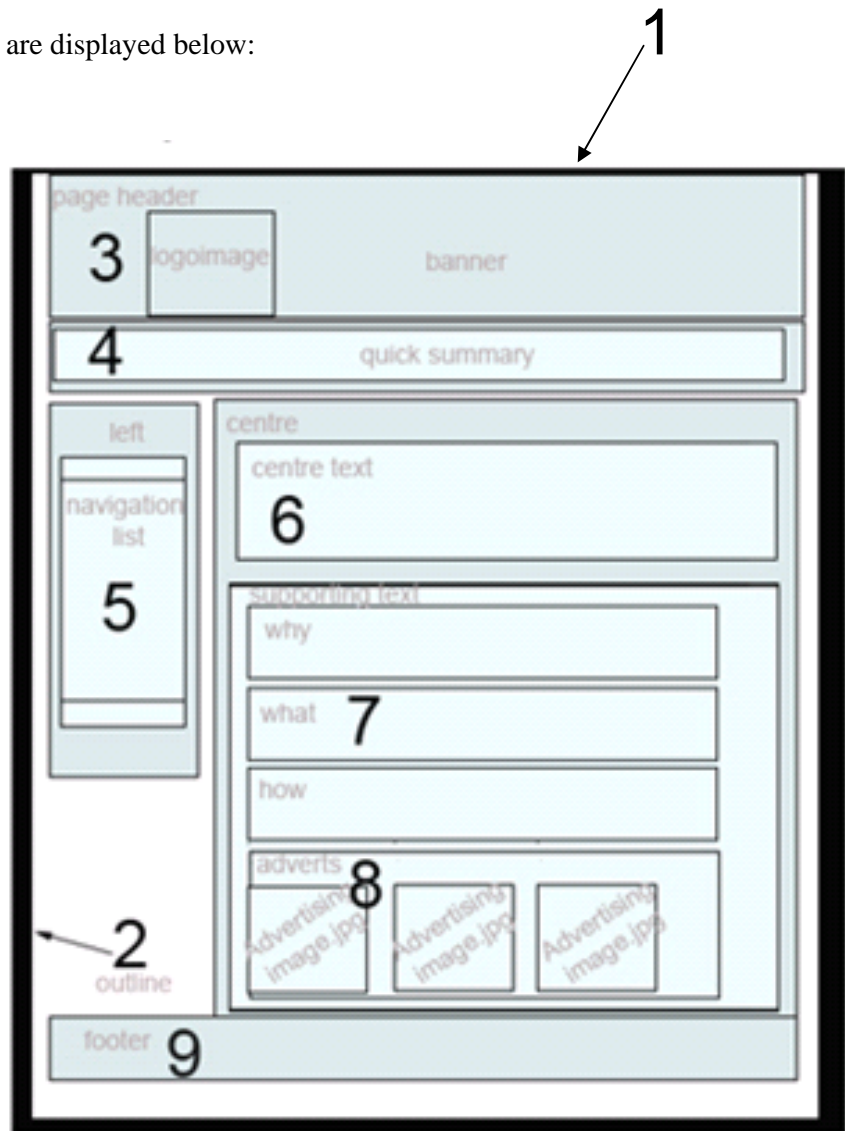 1
are displayed below:
page header
3
logoimage
banner
4
quick summary
left
centre
navigation
list
5
centre text
6
supporting text
why
what
7
how
adverts
8
Advertising
image.jpg
Advertising
image.jpg
Advertising
image.jpg
2
outline
footer
9